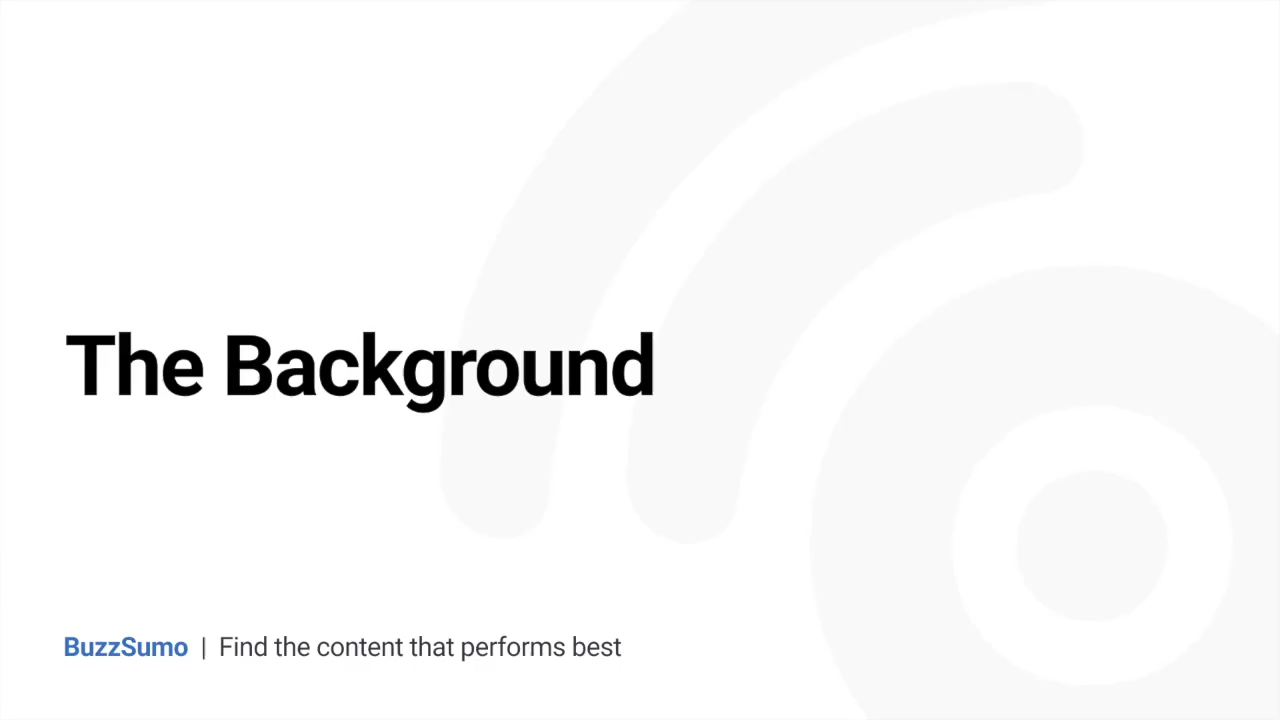 The Background
BuzzSumo | Find the content that performs best